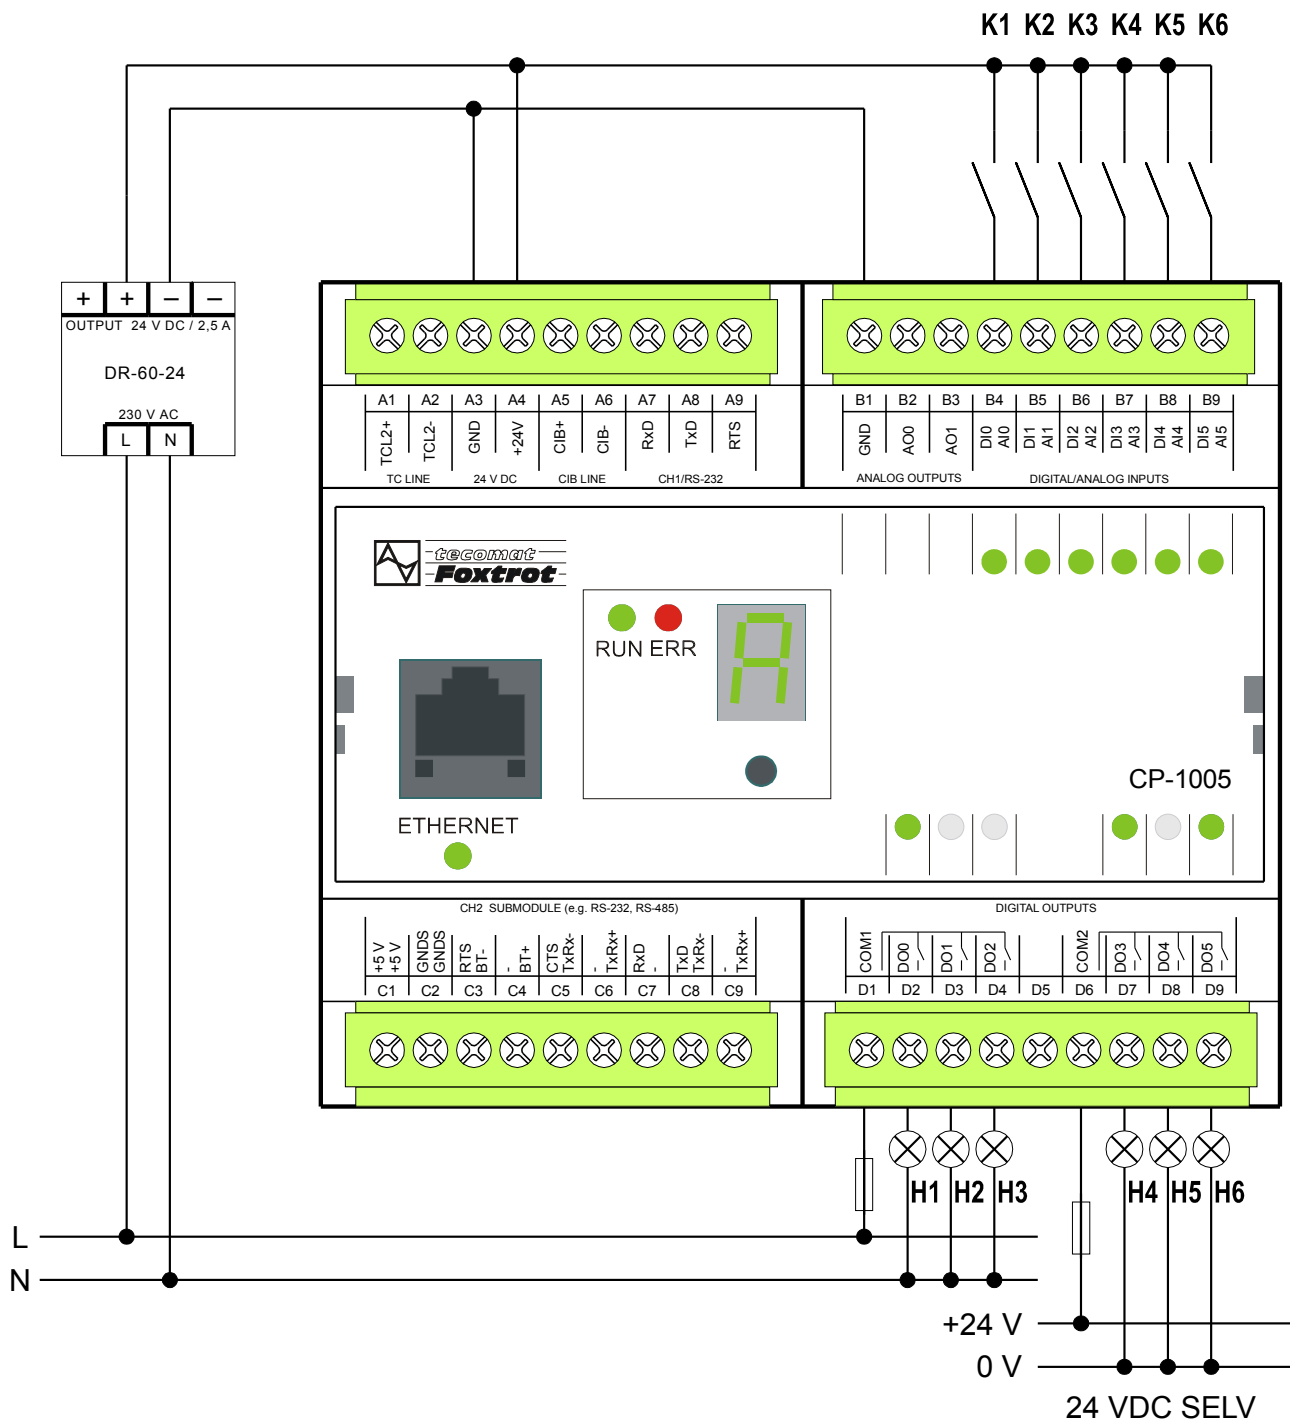 K1 K2 K3 K4 K5 K6
+ + − −
OUTPUT 24 V DC / 2,5 A
DR-60-24
230 V AC
L N
A1 A2 A3 A4 A5 A6 A7 A8 A9
TCL2+ TCL2- GND +24V CIB+ CIB- RxD TxD RTS
TC LINE 24 V DC CIB LINE CH1/RS-232
B1 B2 B3 B4 B5 B6 B7 B8 B9
GND AO0 AO1 DI0 AI0 DI1 AI1 DI2 AI2 DI3 AI3 DI4 AI4 DI5 AI5
ANALOG OUTPUTS DIGITAL/ANALOG INPUTS
tecomat
Foxtrot
RUN ERR
A
CP-1005
ETHERNET
CH2 SUBMODULE (e.g. RS-232, RS-485)
+5 V +5 V GNDS GNDS RTS BT- - BT+ CTS TxRx- - TxRx+ RxD - TxD TxRx- - TxRx+
C1 C2 C3 C4 C5 C6 C7 C8 C9
DIGITAL OUTPUTS
COM1 DO0 DO1 DO2 COM2 DO3 DO4 DO5
D1 D2 D3 D4 D5 D6 D7 D8 D9
H1 H2 H3 H4 H5 H6
L
N
+24 V
0 V
24 VDC SELV